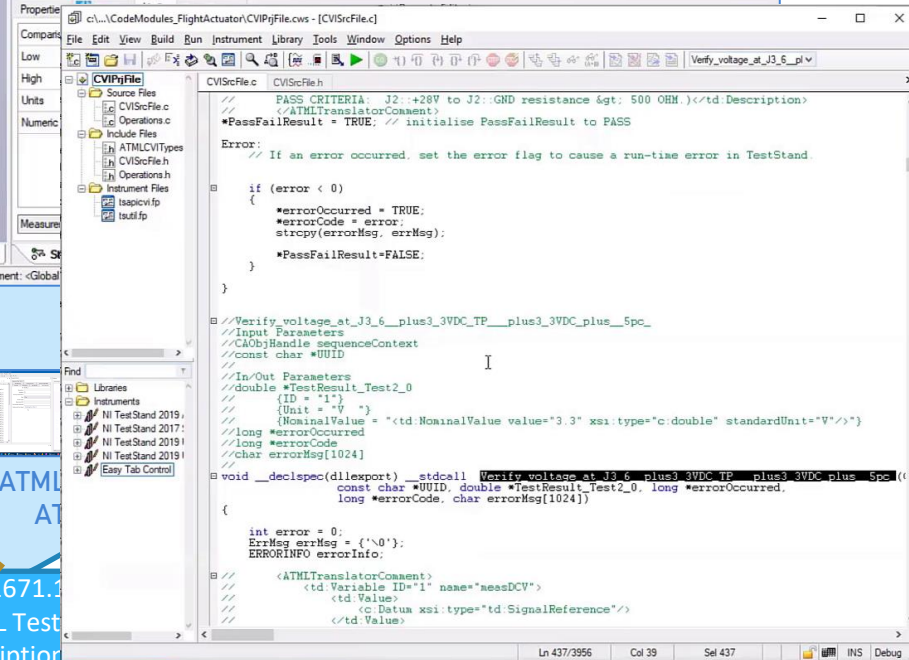 Propertie
Comparis
Low
High
Units
Numeric
Measure
ment: <Global
ATML
AT
.671.1
L Test
ription
c:\...\CodeModules_FlightActuator\CVIPrjFile.cws - [CVISrcFile.c]
File Edit View Build Run Instrument Library Tools Window Options Help
Verify_voltage_at_J3_6__pl
CVIPrjFile
Source Files
CVISrcFile.c
Operations.c
Include Files
ATMLCVITypes
CVISrcFile.h
Operations.h
Instrument Files
tsapicvi.fp
tsutil.fp
Find
Libraries
Instruments
NI TestStand 2019
NI TestStand 2017
NI TestStand 2019
NI TestStand 2019
Easy Tab Control
CVISrcFile.c CVISrcFile.h
// PASS CRITERIA: J2::+28V to J2::GND resistance &gt; 500 OHM.)</td:Description>
// </ATMLTranslatorComment>
*PassFailResult = TRUE; // initialise PassFailResult to PASS
Error:
// If an error occurred, set the error flag to cause a run-time error in TestStand.
if (error < 0)
{
*errorOccurred = TRUE;
*errorCode = error;
strcpy(errorMsg, errMsg);
*PassFailResult=FALSE;
}
}
//Verify_voltage_at_J3_6__plus3_3VDC_TP___plus3_3VDC_plus__5pc_
//Input Parameters
//CAObjHandle sequenceContext
//const char *UUID
//
//In/Out Parameters
//double *TestResult_Test2_0
// {ID = "1"}
// {Unit = "V "}
// {NominalValue = "<td:NominalValue value="3.3" xsi:type="c:double" standardUnit="V"/>"}
//long *errorOccurred
//long *errorCode
//char errorMsg[1024]
//
void __declspec(dllexport) __stdcall Verify_voltage_at_J3_6__plus3_3VDC_TP___plus3_3VDC_plus__5pc_(
const char *UUID, double *TestResult_Test2_0, long *errorOccurred,
long *errorCode, char errorMsg[1024])
{
int error = 0;
ErrMsg errMsg = {'\0'};
ERRORINFO errorInfo;
// <ATMLTranslatorComment>
// <td:Variable ID="1" name="measDCV">
// <td:Value>
// <c:Datum xsi:type="td:SignalReference"/>
// </td:Value>
Ln 437/3956 Col 39 Sel 437 INS Debug